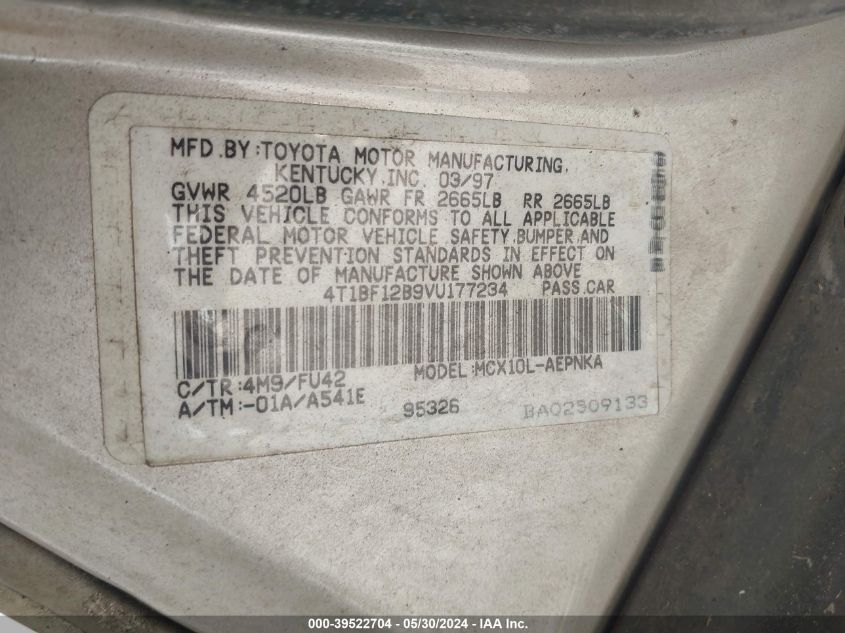 MFD.BY:TOYOTA MOTOR MANUFACTURING,
KENTUCKY,INC. 03/97
GVWR 4520LB GAWR FR 2665LB RR 2665LB
THIS VEHICLE CONFORMS TO ALL APPLICABLE
FEDERAL MOTOR VEHICLE SAFETY,BUMPER,AND
THEFT PREVENTION STANDARDS IN EFFECT ON
THE DATE OF MANUFACTURE SHOWN ABOVE
4T1BF12B9VU177234 PASS.CAR
C/TR:4M9/FU42 MODEL:MCX10L-AEPNKA
A/TM:-01A/A541E 95326 BA02509133
000-39522704 - 05/30/2024 - IAA Inc.